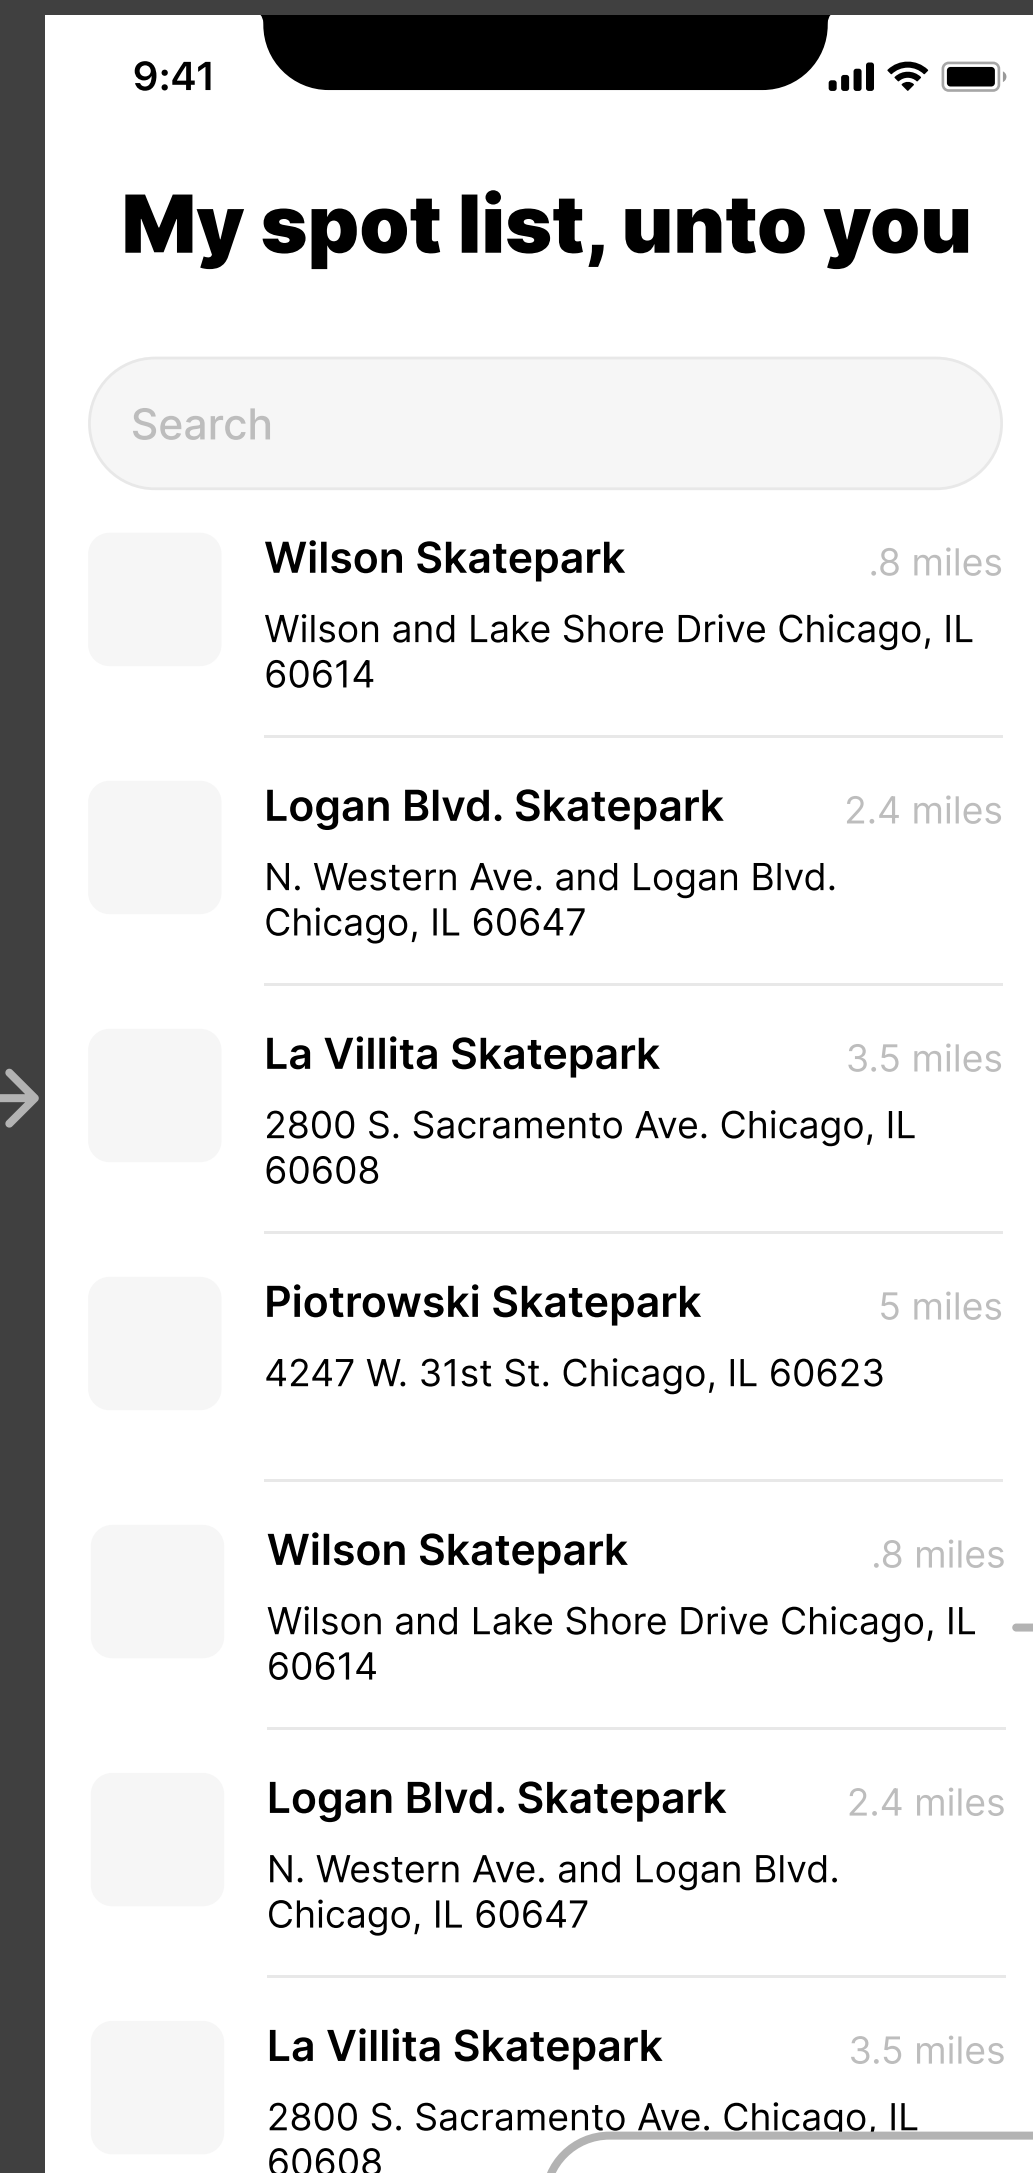 9:41
My spot list, unto you
Search
Wilson Skatepark .8 miles
Wilson and Lake Shore Drive Chicago, IL
60614
Logan Blvd. Skatepark 2.4 miles
N. Western Ave. and Logan Blvd.
Chicago, IL 60647
La Villita Skatepark 3.5 miles
2800 S. Sacramento Ave. Chicago, IL
60608
Piotrowski Skatepark 5 miles
4247 W. 31st St. Chicago, IL 60623
Wilson Skatepark .8 miles
Wilson and Lake Shore Drive Chicago, IL
60614
Logan Blvd. Skatepark 2.4 miles
N. Western Ave. and Logan Blvd.
Chicago, IL 60647
La Villita Skatepark 3.5 miles
2800 S. Sacramento Ave. Chicago, IL
60608